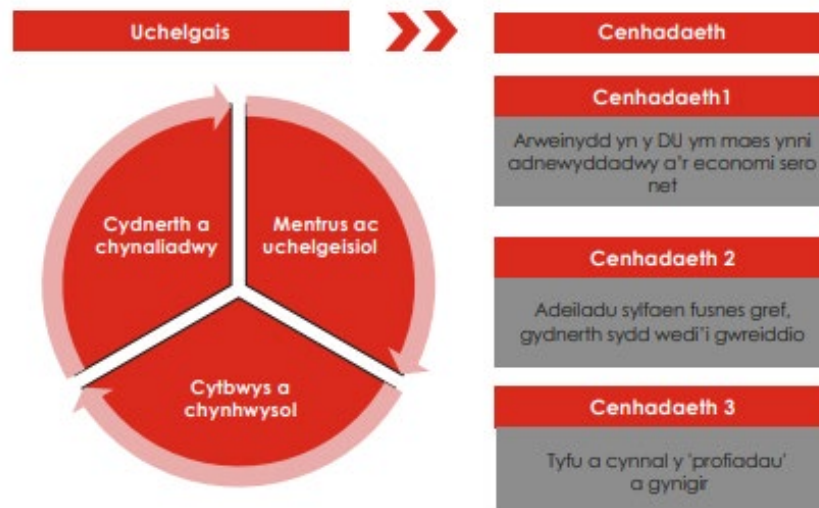 Uchelgais
Cydnerth a
chynaliadwy
Mentrus ac
uchelgeisiol
Cytbwys a
chynhwysol
Cenhadaeth
Cenhadaeth1
Arweinydd yn y DU ym maes ynni
adnewyddadwy a'r economi sero
net
Cenhadaeth 2
Adeiladu sylfaen fusnes gref,
gydnerth sydd wedi'i gwreiddio
Cenhadaeth 3
Tyfu a cynnal y 'profiadau'
a gynigir